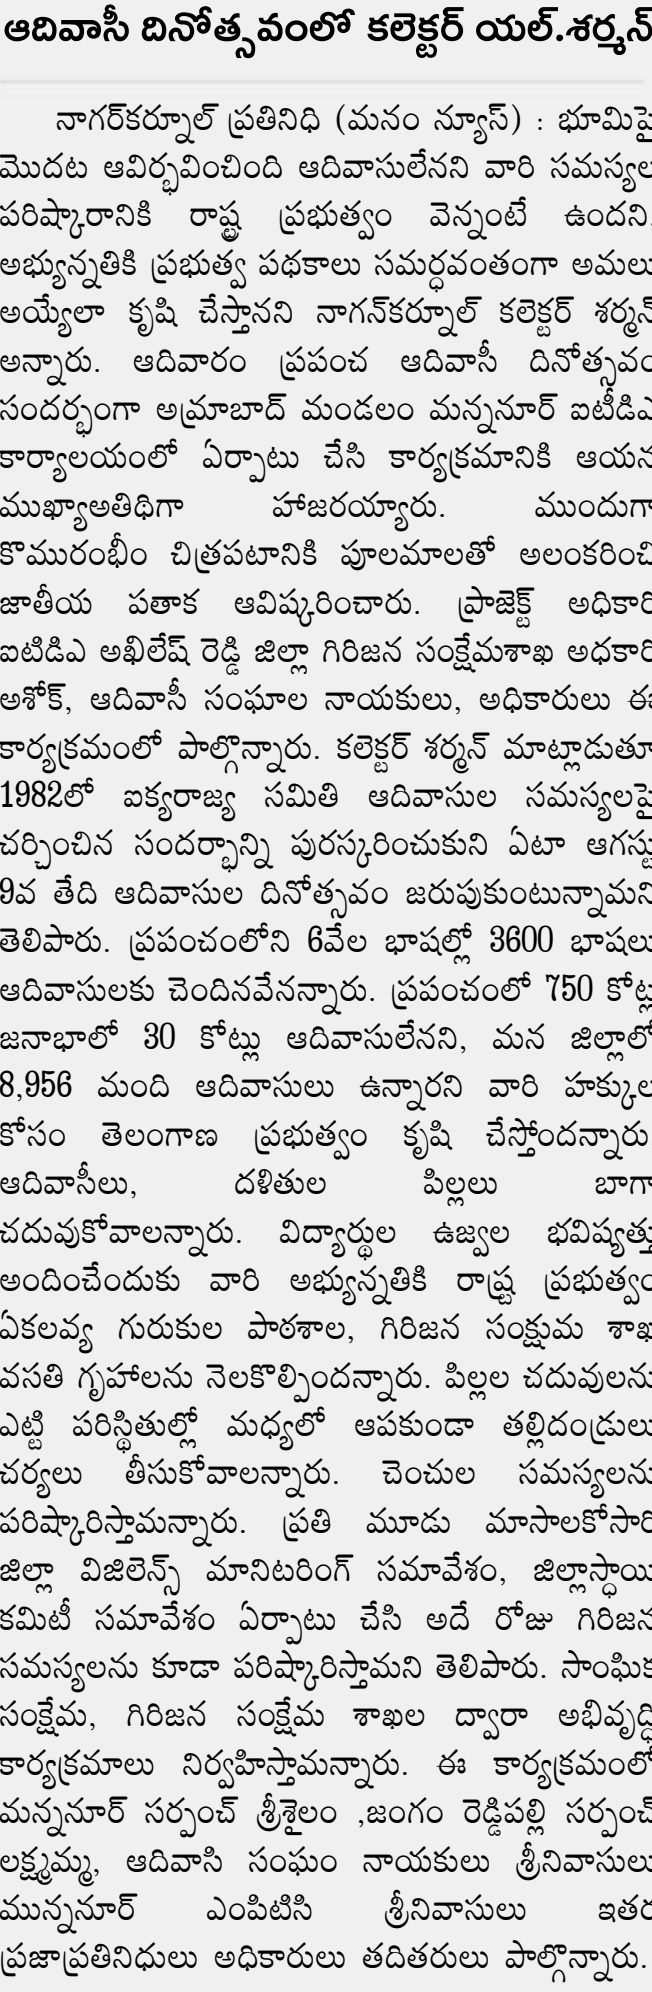 ఆదివాసీ దినోత్సవంలో కలెక్టర్ యల్.శర్మన్
నాగర్‌కర్నూల్ ప్రతినిధి (మనం న్యూస్) : భూమిపై
మొదట ఆవిర్భవించింది ఆదివాసులేనని వారి సమస్యల
పరిష్కారానికి రాష్ట్ర ప్రభుత్వం వెన్నంటే ఉందని.
అభ్యున్నతికి ప్రభుత్వ పథకాలు సమర్ధవంతంగా అమలు
అయ్యేలా కృషి చేస్తానని నాగన్‌కర్నూల్ కలెక్టర్ శర్మన్
అన్నారు. ఆదివారం ప్రపంచ ఆదివాసీ దినోత్సవం
సందర్భంగా అమ్రాబాద్ మండలం మన్ననూర్ ఐటీడిఎ
కార్యాలయంలో ఏర్పాటు చేసి కార్యక్రమానికి ఆయన
ముఖ్యాఅతిథిగా హాజరయ్యారు. ముందుగా
కొమురంభీం చిత్రపటానికి పూలమాలతో అలంకరించి
జాతీయ పతాక ఆవిష్కరించారు. ప్రాజెక్ట్ అధికారి
ఐటిడిఎ అఖిలేష్ రెడ్డి జిల్లా గిరిజన సంక్షేమశాఖ అధకారి
అశోక్, ఆదివాసీ సంఘాల నాయకులు, అధికారులు ఈ
కార్యక్రమంలో పాల్గొన్నారు. కలెక్టర్ శర్మన్ మాట్లాడుతూ
1982లో ఐక్యరాజ్య సమితి ఆదివాసుల సమస్యలపై
చర్చించిన సందర్భాన్ని పురస్కరించుకుని ఏటా ఆగస్టు
9వ తేది ఆదివాసుల దినోత్సవం జరుపుకుంటున్నామని
తెలిపారు. ప్రపంచంలోని 6వేల భాషల్లో 3600 భాషలు
ఆదివాసులకు చెందినవేనన్నారు. ప్రపంచంలో 750 కోట్ల
జనాభాలో 30 కోట్లు ఆదివాసులేనని, మన జిల్లాలో
8,956 మంది ఆదివాసులు ఉన్నారని వారి హక్కుల
కోసం తెలంగాణ ప్రభుత్వం కృషి చేస్తోందన్నారు
ఆదివాసీలు, దళితుల పిల్లలు బాగా
చదువుకోవాలన్నారు. విద్యార్థుల ఉజ్వల భవిష్యత్తు
అందించేందుకు వారి అభ్యున్నతికి రాష్ట్ర ప్రభుత్వం
ఏకలవ్య గురుకుల పాఠశాల, గిరిజన సంక్షుమ శాఖ
వసతి గృహాలను నెలకొల్పిందన్నారు. పిల్లల చదువులను
ఎట్టి పరిస్థితుల్లో మధ్యలో ఆపకుండా తల్లిదండ్రులు
చర్యలు తీసుకోవాలన్నారు. చెంచుల సమస్యలను
పరిష్కారిస్తామన్నారు. ప్రతి మూడు మాసాలకోసారి
జిల్లా విజిలెన్స్ మానిటరింగ్ సమావేశం, జిల్లాస్థాయి
కమిటీ సమావేశం ఏర్పాటు చేసి అదే రోజు గిరిజన
సమస్యలను కూడా పరిష్కారిస్తామని తెలిపారు. సాంఘిక
సంక్షేమ, గిరిజన సంక్షేమ శాఖల ద్వారా అభివృద్ధి
కార్యక్రమాలు నిర్వహిస్తామన్నారు. ఈ కార్యక్రమంలో
మన్ననూర్ సర్పంచ్ శ్రీశైలం ,జంగం రెడ్డిపల్లి సర్పంచ్
లక్ష్మమ్మ, ఆదివాసి సంఘం నాయకులు శ్రీనివాసులు
మున్ననూర్ ఎంపిటిసి శ్రీనివాసులు ఇతర
ప్రజాప్రతినిధులు అధికారులు తదితరులు పాల్గొన్నారు.